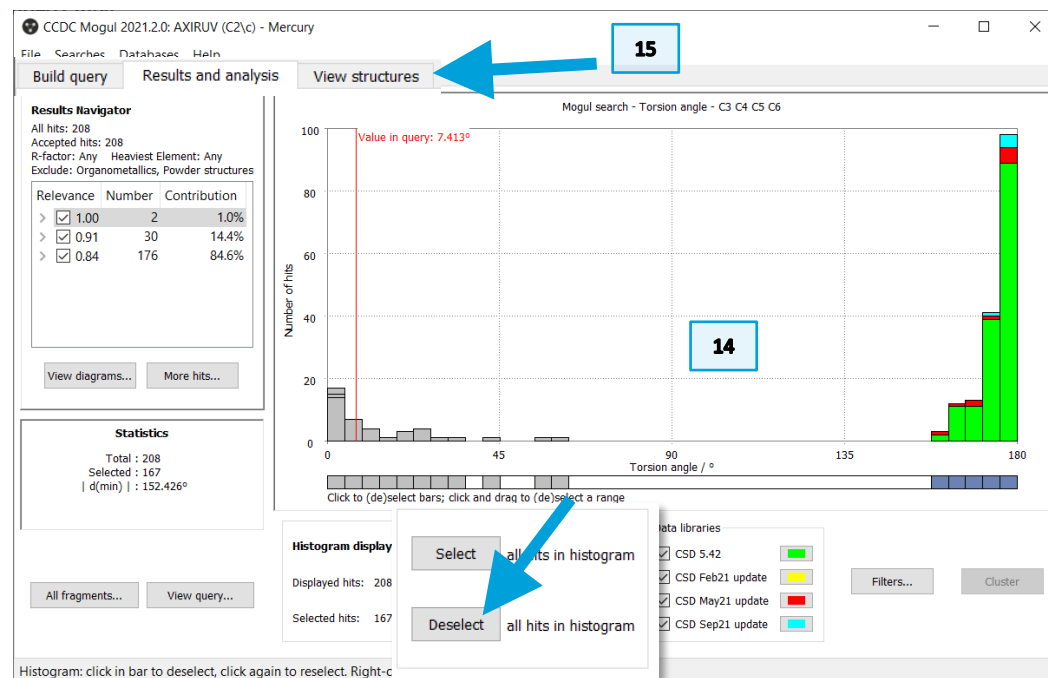 CCDC Mogul 2021.2.0: AXIRUV (C2\c) - Mercury
File Searches Databases Help
15
Build query Results and analysis View structures
Results Navigator
All hits: 208
Accepted hits: 208
R-factor: Any Heaviest Element: Any
Exclude: Organometallics, Powder structures
Relevance Number Contribution
1.00 2 1.0%
0.91 30 14.4%
0.84 176 84.6%
View diagrams... More hits...
Statistics
Total : 208
Selected : 167
| d(min) | : 152.426º
All fragments... View query...
Mogul search - Torsion angle - C3 C4 C5 C6
Value in query: 7.413º
Number of hits
100
80
60
40
20
0
14
0 45 90 135 180
Torsion angle / °
Click to (de)select bars; click and drag to (de)select a range
Histogram display
Displayed hits: 208
Selected hits: 167
Select all hits in histogram
Deselect all hits in histogram
Data libraries
CSD 5.42
CSD Feb21 update
CSD May21 update
CSD Sep21 update
Filters... Cluster
Histogram: click in bar to deselect, click again to reselect. Right-c